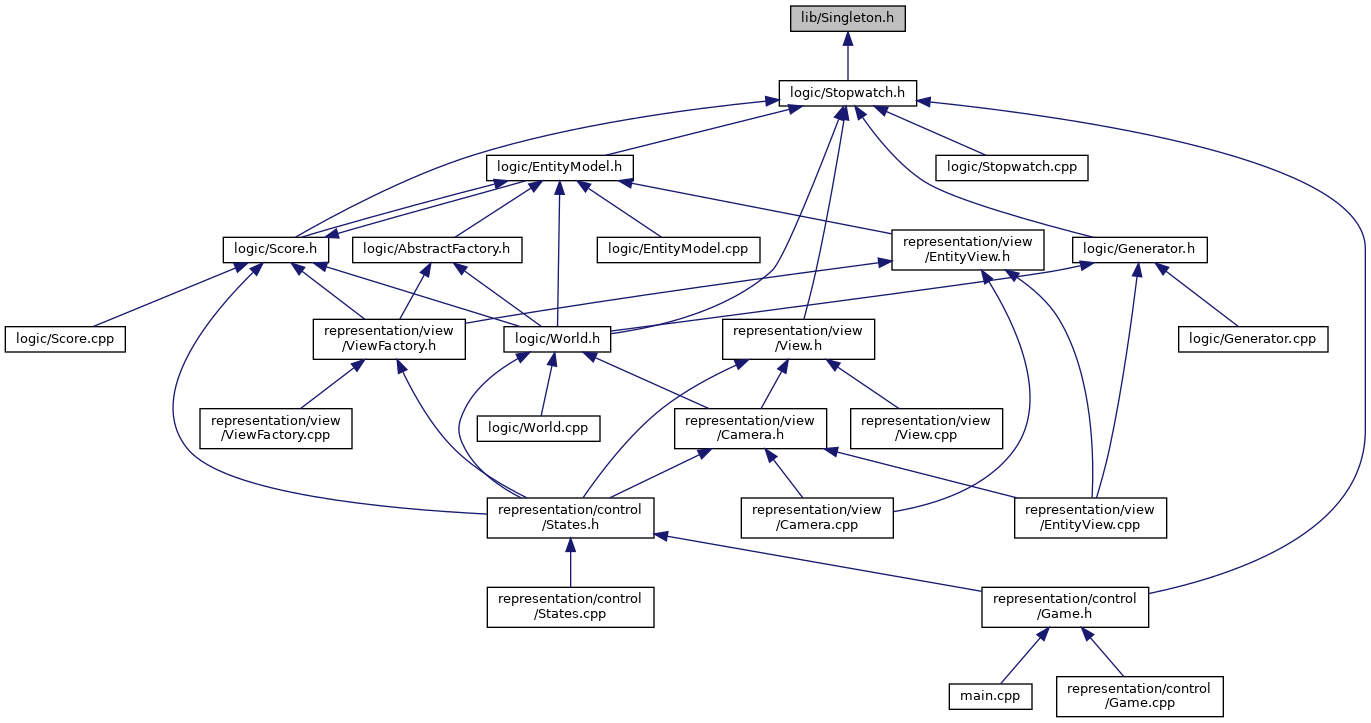 lib/Singleton.h
logic/Stopwatch.h
logic/EntityModel.h
logic/Stopwatch.cpp
logic/Score.h
logic/AbstractFactory.h
logic/EntityModel.cpp
representation/view
/EntityView.h
logic/Generator.h
logic/Score.cpp
representation/view
/ViewFactory.h
logic/World.h
representation/view
/View.h
logic/Generator.cpp
representation/view
/ViewFactory.cpp
logic/World.cpp
representation/view
/Camera.h
representation/view
/View.cpp
representation/control
/States.h
representation/view
/Camera.cpp
representation/view
/EntityView.cpp
representation/control
/States.cpp
representation/control
/Game.h
main.cpp
representation/control
/Game.cpp